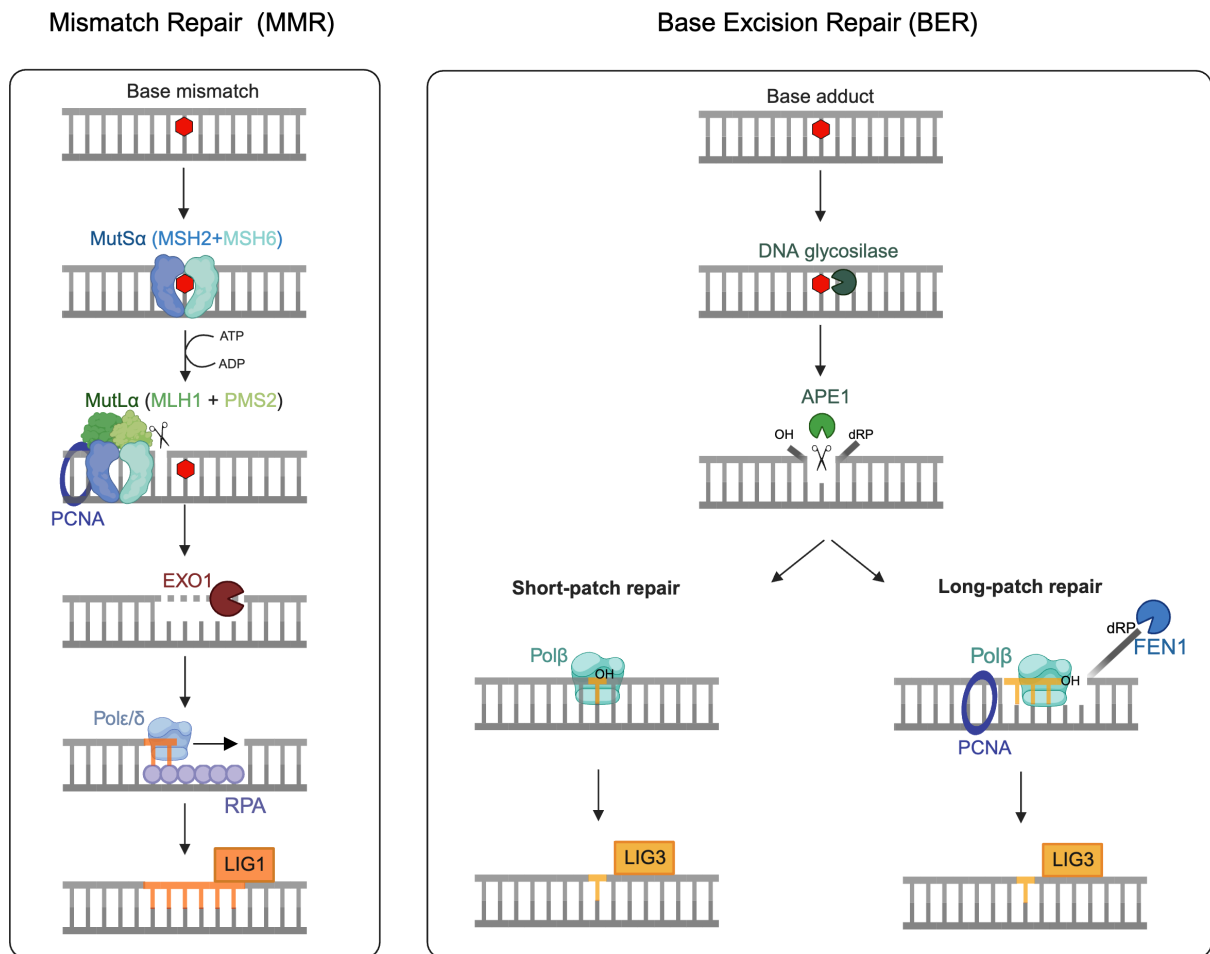 Mismatch Repair (MMR)
Base mismatch
MutSα (MSH2+MSH6)
ATP
ADP
MutLα (MLH1 + PMS2)
PCNA
EXO1
Polε/δ
RPA
LIG1
Base Excision Repair (BER)
Base adduct
DNA glycosilase
APE1
OH
dRP
Short-patch repair
Polβ
OH
LIG3
Long-patch repair
dRP
FEN1
Polβ
OH
PCNA
LIG3